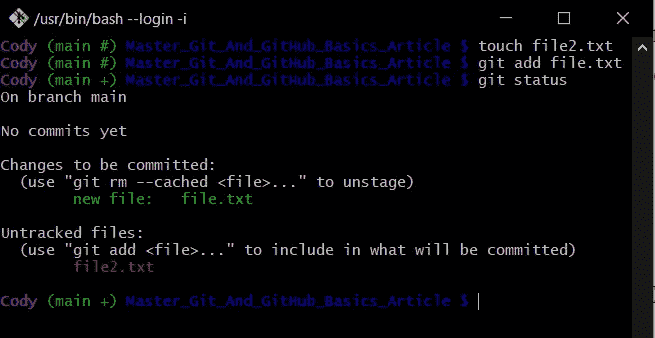 /usr/bin/bash --login -i
Cody (main #) Master_Git_And_GitHub_Basics_Article $ touch file2.txt
Cody (main #) Master_Git_And_GitHub_Basics_Article $ git add file.txt
Cody (main +) Master_Git_And_GitHub_Basics_Article $ git status
On branch main
No commits yet
Changes to be committed:
  (use "git rm --cached <file>..." to unstage)
        new file:   file.txt
Untracked files:
  (use "git add <file>..." to include in what will be committed)
        file2.txt
Cody (main +) Master_Git_And_GitHub_Basics_Article $